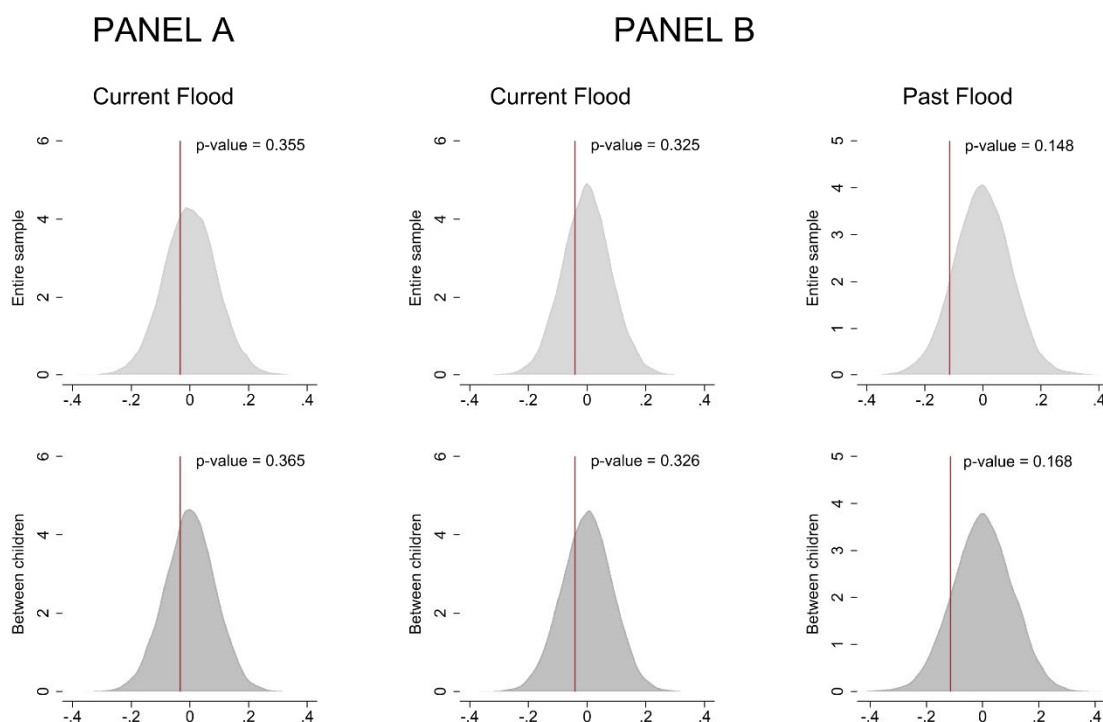 PANEL A
PANEL B
Current Flood
Current Flood
Past Flood
p-value = 0.355
p-value = 0.325
p-value = 0.148
Entire sample
0 2 4 6
-.4 -.2 0 .2 .4
Entire sample
0 2 4 6
-.4 -.2 0 .2 .4
Entire sample
0 1 2 3 4 5
-.4 -.2 0 .2 .4
p-value = 0.365
p-value = 0.326
p-value = 0.168
Between children
0 2 4 6
-.4 -.2 0 .2 .4
Between children
0 2 4 6
-.4 -.2 0 .2 .4
Between children
0 1 2 3 4 5
-.4 -.2 0 .2 .4